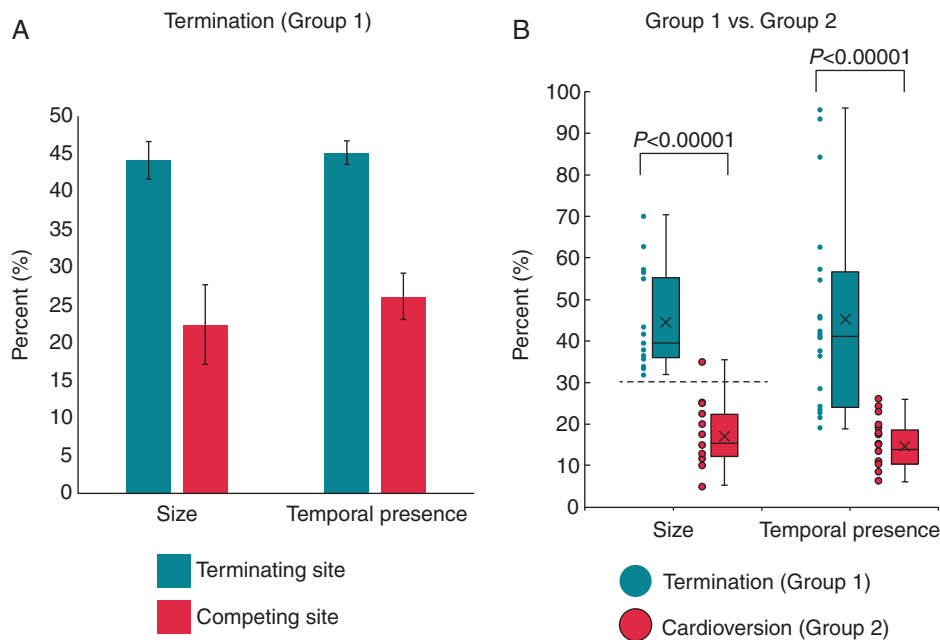 A
Termination (Group 1)
Percent (%)
50
45
40
35
30
25
20
15
10
5
0
Size
Temporal presence
Terminating site
Competing site
B
Group 1 vs. Group 2
P<0.00001
P<0.00001
Percent (%)
100
90
80
70
60
50
40
30
20
10
0
Size
Temporal presence
Termination (Group 1)
Cardioversion (Group 2)